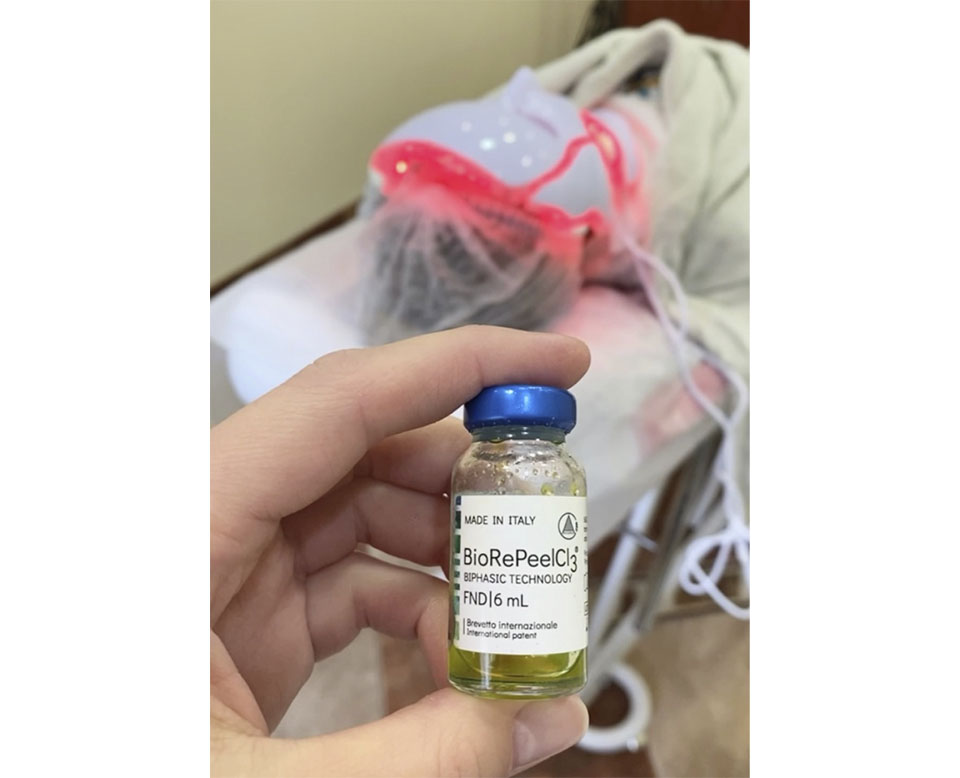 MADE IN ITALY
BioRePeelCl3®
BIPHASIC TECHNOLOGY
FND|6 mL
Brevetto internazionale
International patent